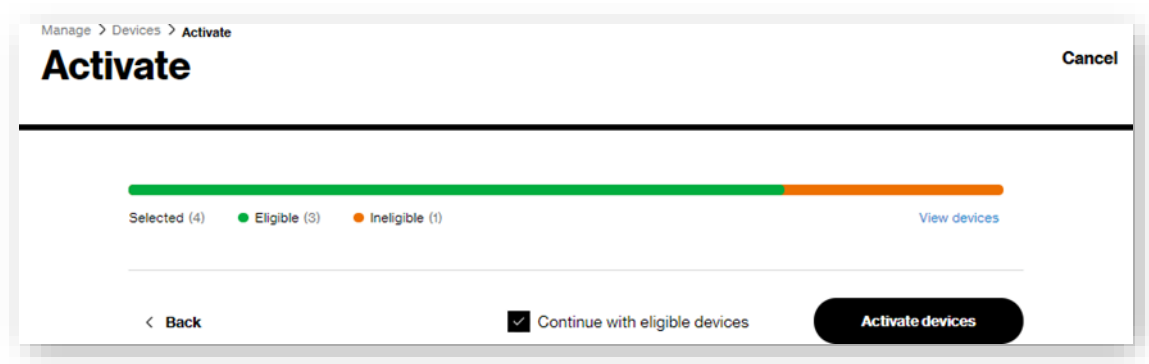 Manage > Devices > Activate
Activate
Cancel
Selected (4) Eligible (3) Ineligible (1) View devices
< Back Continue with eligible devices Activate devices